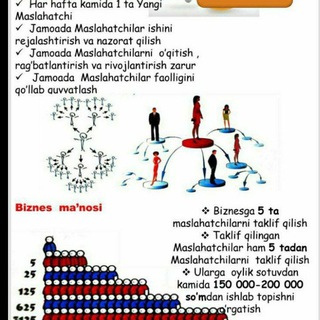 ✓ Har hafta kamida 1 ta Yangi
Maslahatchi
✓ Jamoada Maslahatchilar ishini
rejalashtirish va nazorat qilish
✓ Jamoada Maslahatchilarni o'qitish ,
rag'batlantirish va rivojlantirish zarur
✓ Jamoada Maslahatchilar faolligini
qo'llab quvvatlash
Biznes ma'nosi
❖ Biznesga 5 ta
maslahatchilarni taklif qilish
❖ Taklif qilingan
Maslahatchilar ham 5 tadan
Maslahatchilarni taklif qilish
❖ Ularga oylik sotuvdan
kamida 150 000-200 000
so'mdan ishlab topishni
o'rgatish
5
25
125
625
3125